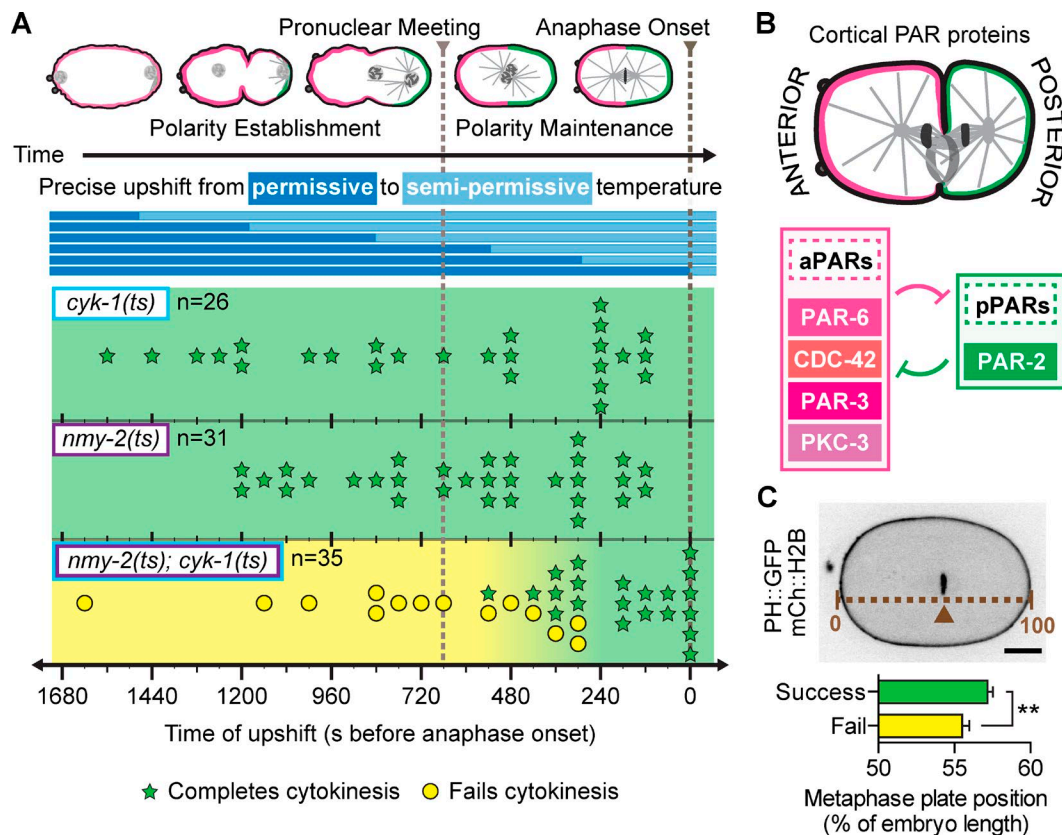 A
Pronuclear Meeting
Anaphase Onset
Polarity Establishment
Polarity Maintenance
Time
Precise upshift from permissive to semi-permissive temperature
cyk-1(ts) n=26
nmy-2(ts) n=31
nmy-2(ts); cyk-1(ts) n=35
1680 1440 1200 960 720 480 240 0
Time of upshift (s before anaphase onset)
Completes cytokinesis
Fails cytokinesis
B
Cortical PAR proteins
ANTERIOR
POSTERIOR
aPARs
PAR-6
CDC-42
PAR-3
PKC-3
pPARs
PAR-2
C
PH::GFP
mCh::H2B
0
100
Success
Fail
**
50 55 60
Metaphase plate position
(% of embryo length)